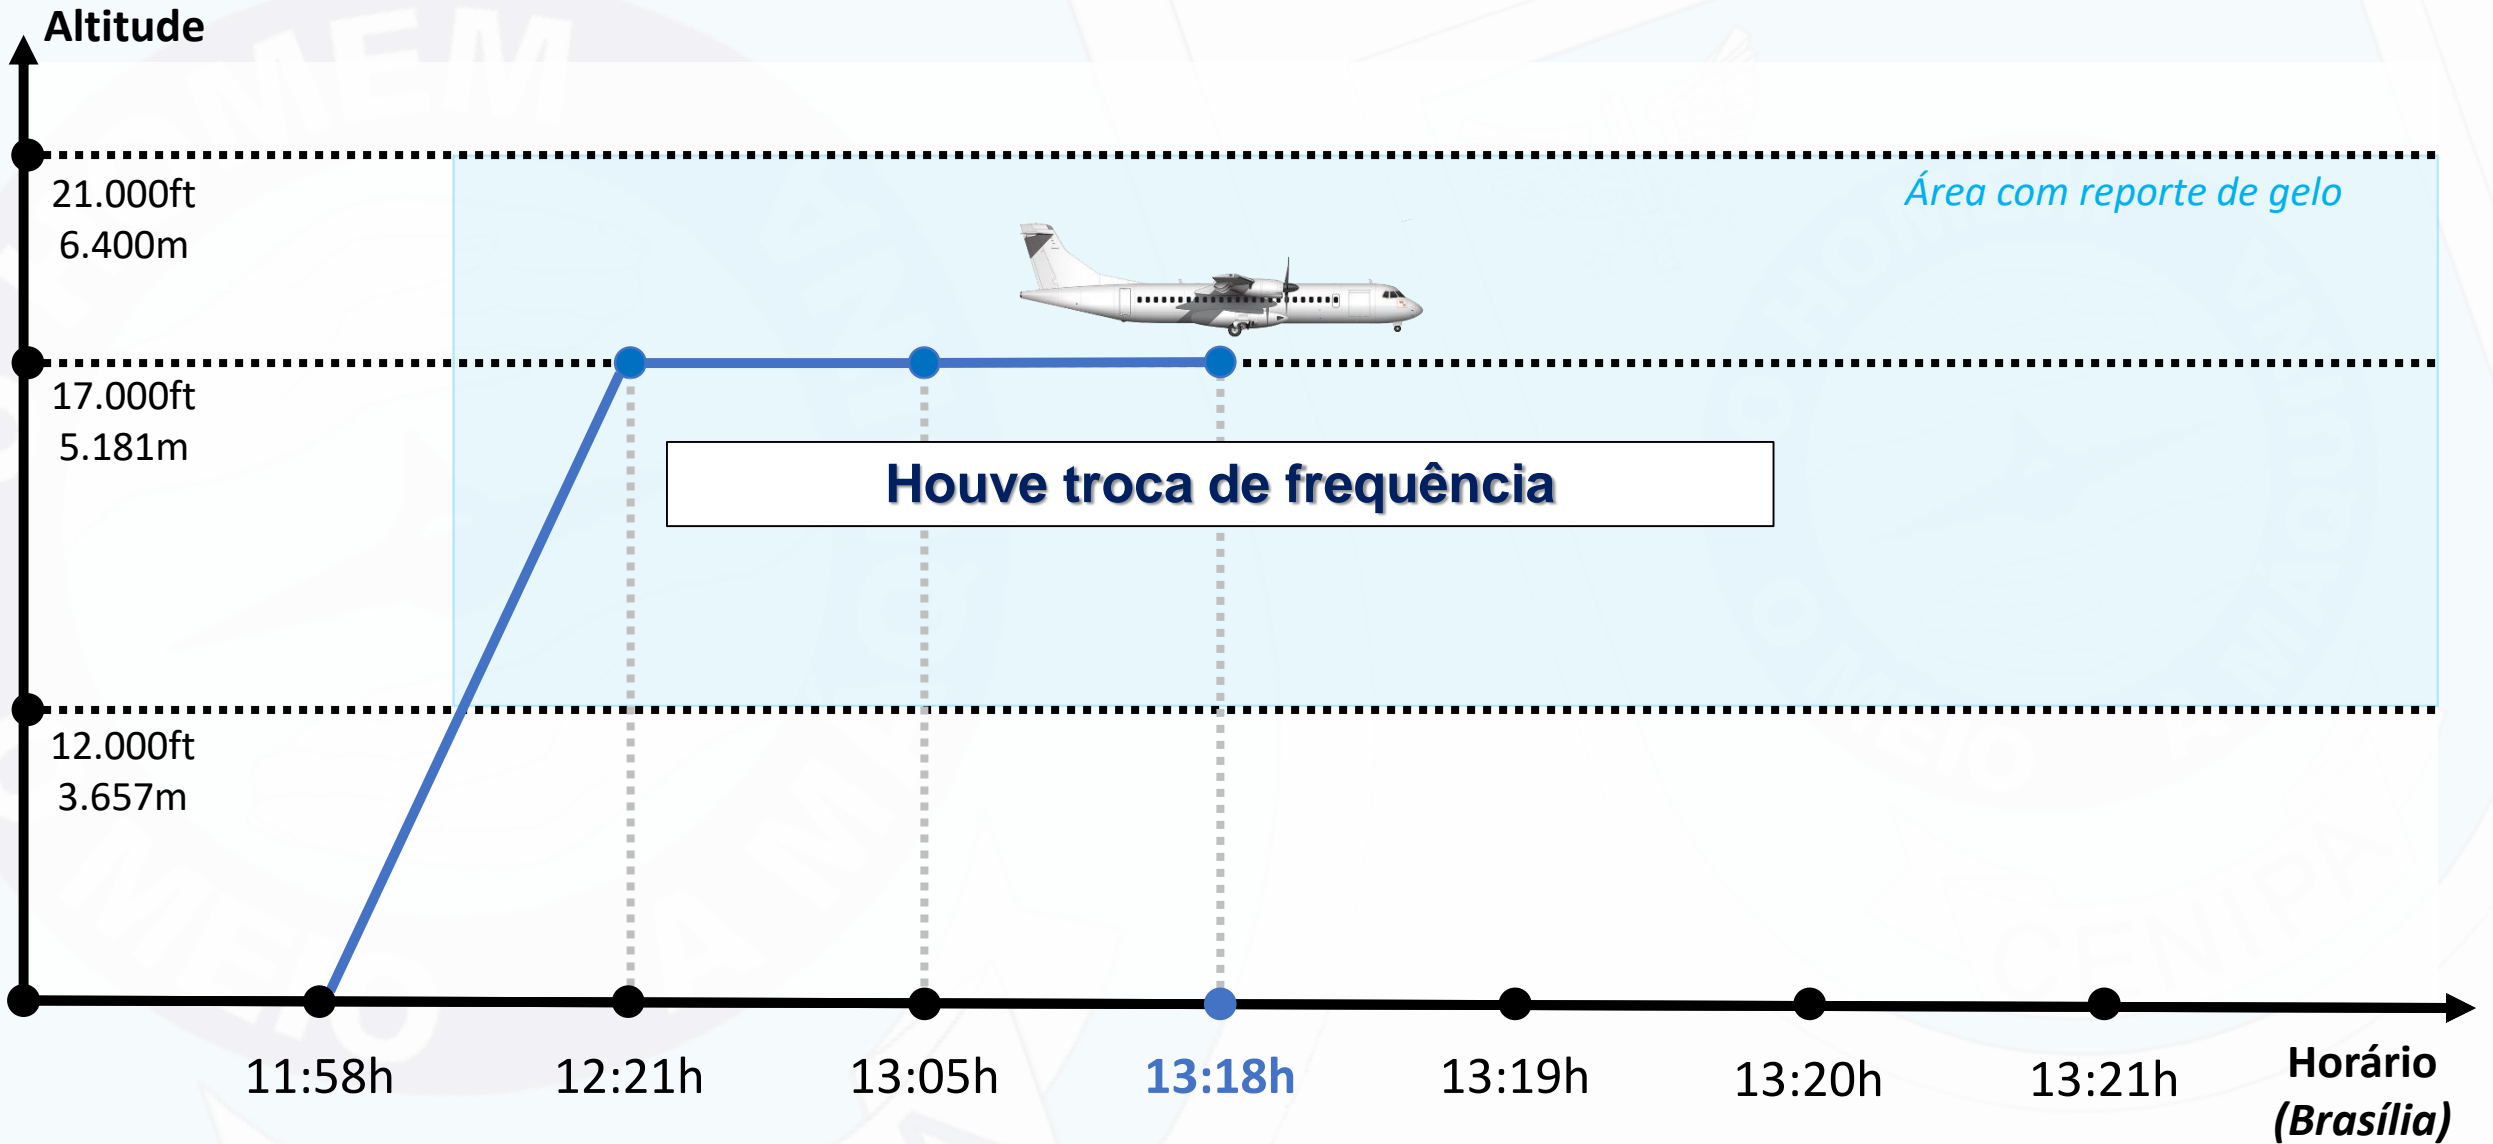 Altitude
21.000ft
6.400m
Área com reporte de gelo
17.000ft
5.181m
Houve troca de frequência
12.000ft
3.657m
11:58h
12:21h
13:05h
13:18h
13:19h
13:20h
13:21h
Horário
(Brasília)
CENIPA